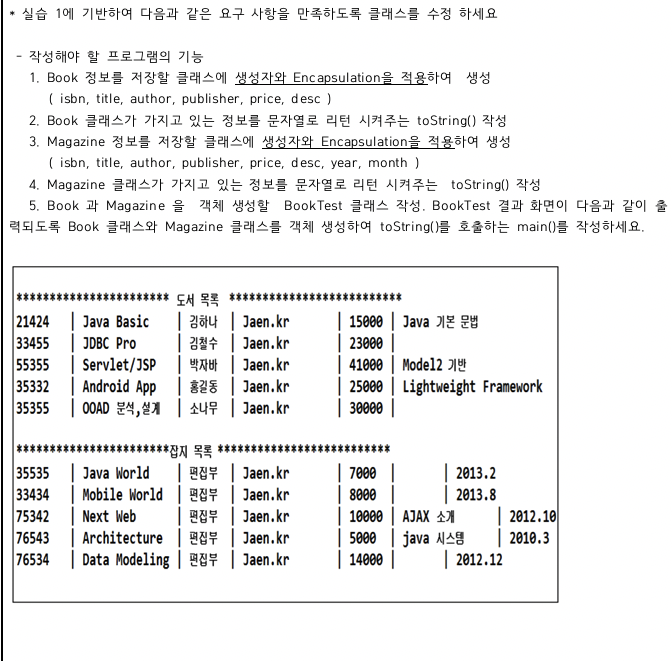 * 실습 1에 기반하여 다음과 같은 요구 사항을 만족하도록 클래스를 수정 하세요
- 작성해야 할 프로그램의 기능
1. Book 정보를 저장할 클래스에 생성자와 Encapsulation을 적용하여 생성
( isbn, title, author, publisher, price, desc )
2. Book 클래스가 가지고 있는 정보를 문자열로 리턴 시켜주는 toString() 작성
3. Magazine 정보를 저장할 클래스에 생성자와 Encapsulation을 적용하여 생성
( isbn, title, author, publisher, price, desc, year, month )
4. Magazine 클래스가 가지고 있는 정보를 문자열로 리턴 시켜주는 toString() 작성
5. Book 과 Magazine 을 객체 생성할 BookTest 클래스 작성. BookTest 결과 화면이 다음과 같이 출
력되도록 Book 클래스와 Magazine 클래스를 객체 생성하여 toString()를 호출하는 main()를 작성하세요.
*********************** 도서 목록 **************************
21424 | Java Basic | 김하나 | Jaen.kr | 15000 | Java 기본 문법
33455 | JDBC Pro | 김철수 | Jaen.kr | 23000 |
55355 | Servlet/JSP | 박자바 | Jaen.kr | 41000 | Model2 기반
35332 | Android App | 홍길동 | Jaen.kr | 25000 | Lightweight Framework
35355 | OOAD 분석,설계 | 소나무 | Jaen.kr | 30000 |
***********************잡지 목록 **************************
35535 | Java World | 편집부 | Jaen.kr | 7000 | | 2013.2
33434 | Mobile World | 편집부 | Jaen.kr | 8000 | | 2013.8
75342 | Next Web | 편집부 | Jaen.kr | 10000 | AJAX 소개 | 2012.10
76543 | Architecture | 편집부 | Jaen.kr | 5000 | java 시스템 | 2010.3
76534 | Data Modeling | 편집부 | Jaen.kr | 14000 | | 2012.12